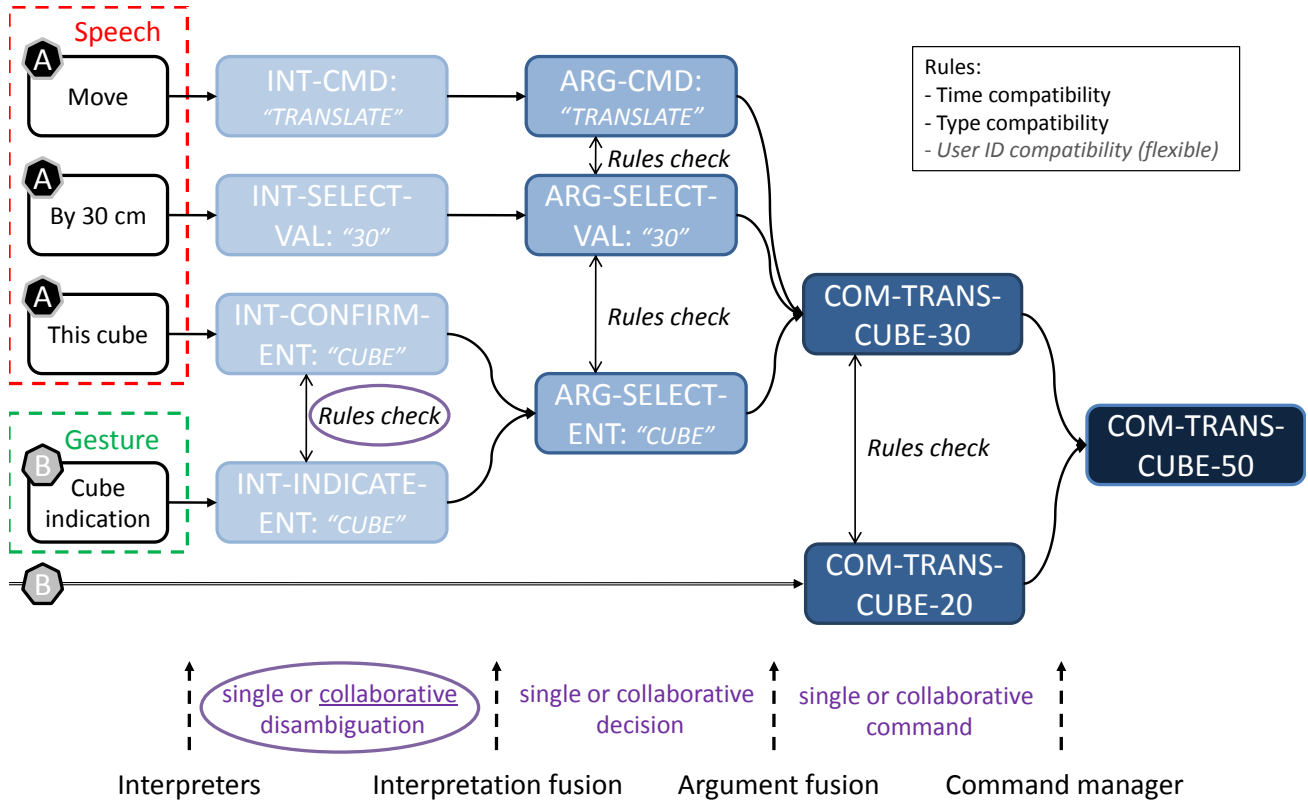 Speech
A
Move
INT-CMD:
“TRANSLATE”
ARG-CMD:
“TRANSLATE”
Rules:
- Time compatibility
- Type compatibility
- User ID compatibility (flexible)
Rules check
A
By 30 cm
INT-SELECT-
VAL: “30”
ARG-SELECT-
VAL: “30”
A
This cube
INT-CONFIRM-
ENT: “CUBE”
Rules check
COM-TRANS-
CUBE-30
Rules check
ARG-SELECT-
ENT: “CUBE”
Gesture
B
Cube
indication
INT-INDICATE-
ENT: “CUBE”
Rules check
COM-TRANS-
CUBE-50
B
COM-TRANS-
CUBE-20
single or collaborative
disambiguation
single or collaborative
decision
single or collaborative
command
Interpreters
Interpretation fusion
Argument fusion
Command manager